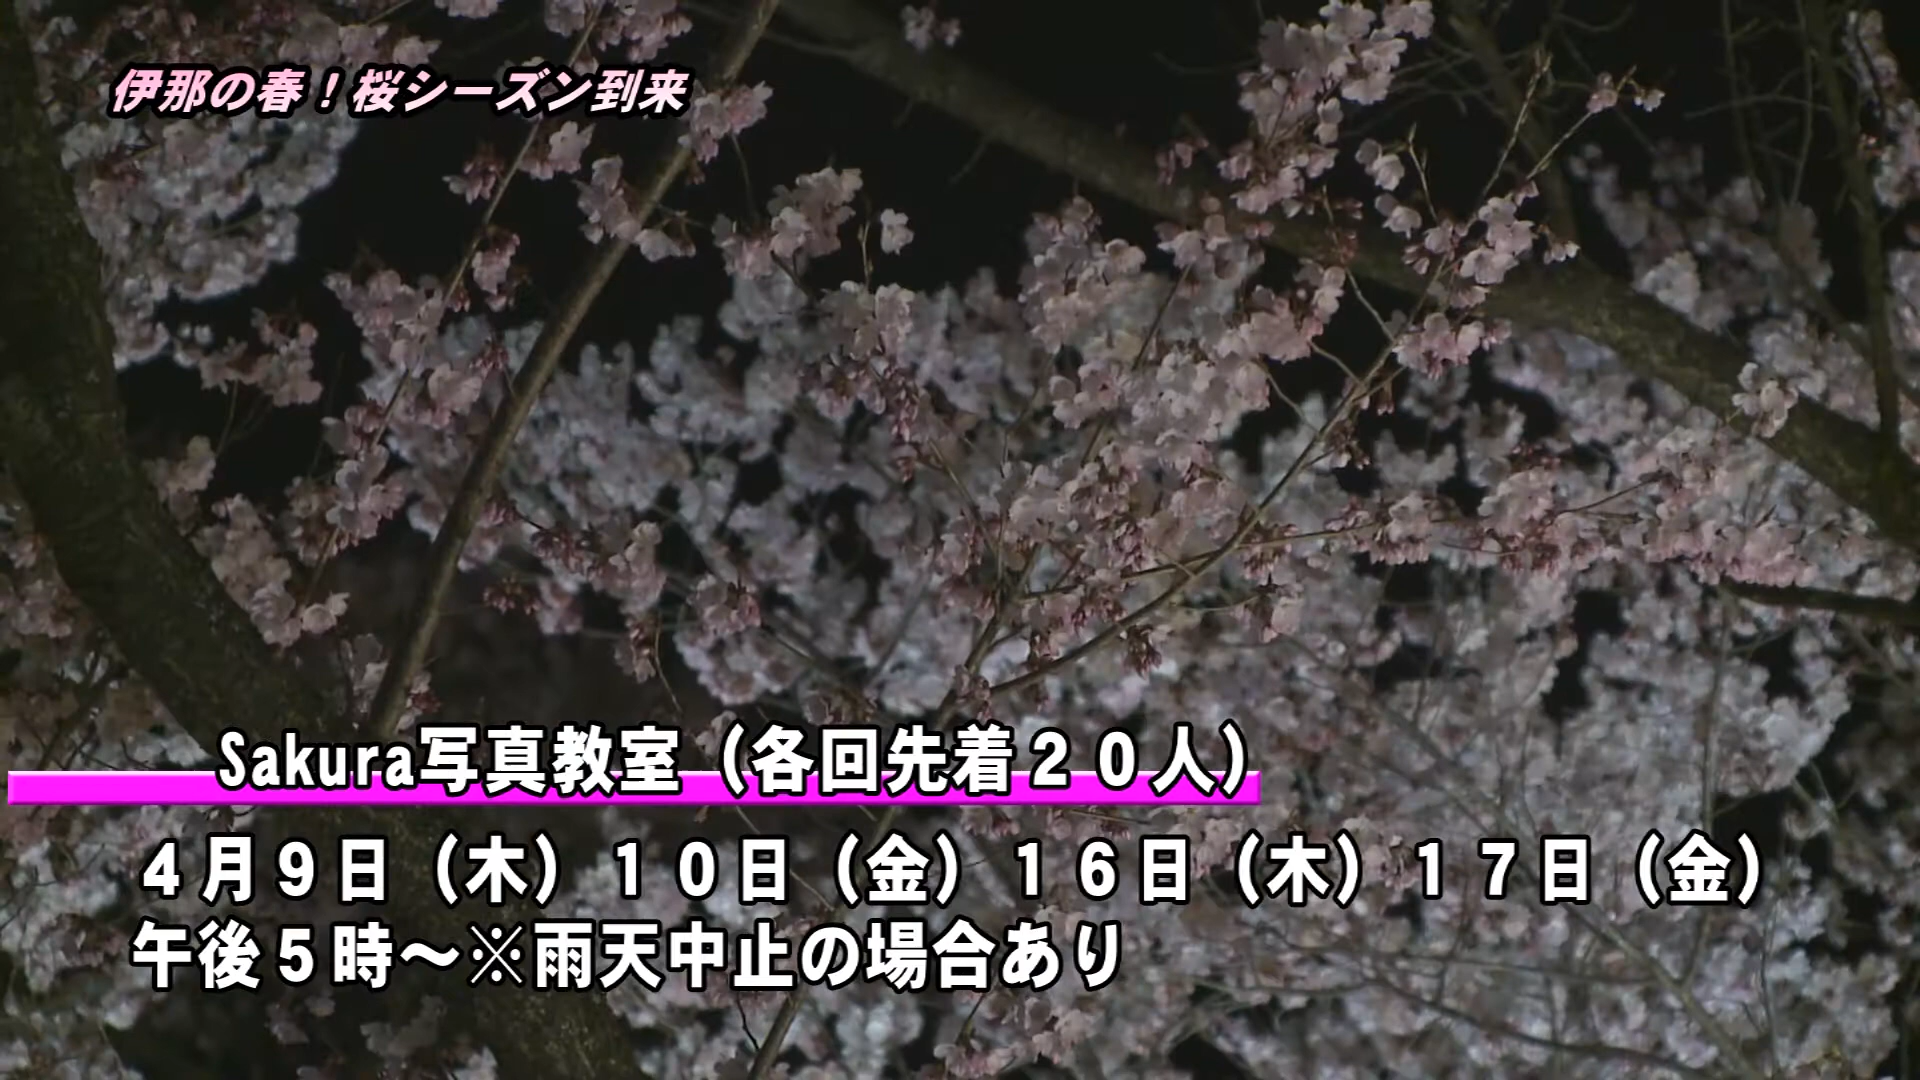 伊那の春！桜シーズン到来
Sakura写真教室（各回先着２０人）
４月９日（木）１０日（金）１６日（木）１７日（金）
午後５時～※雨天中止の場合あり